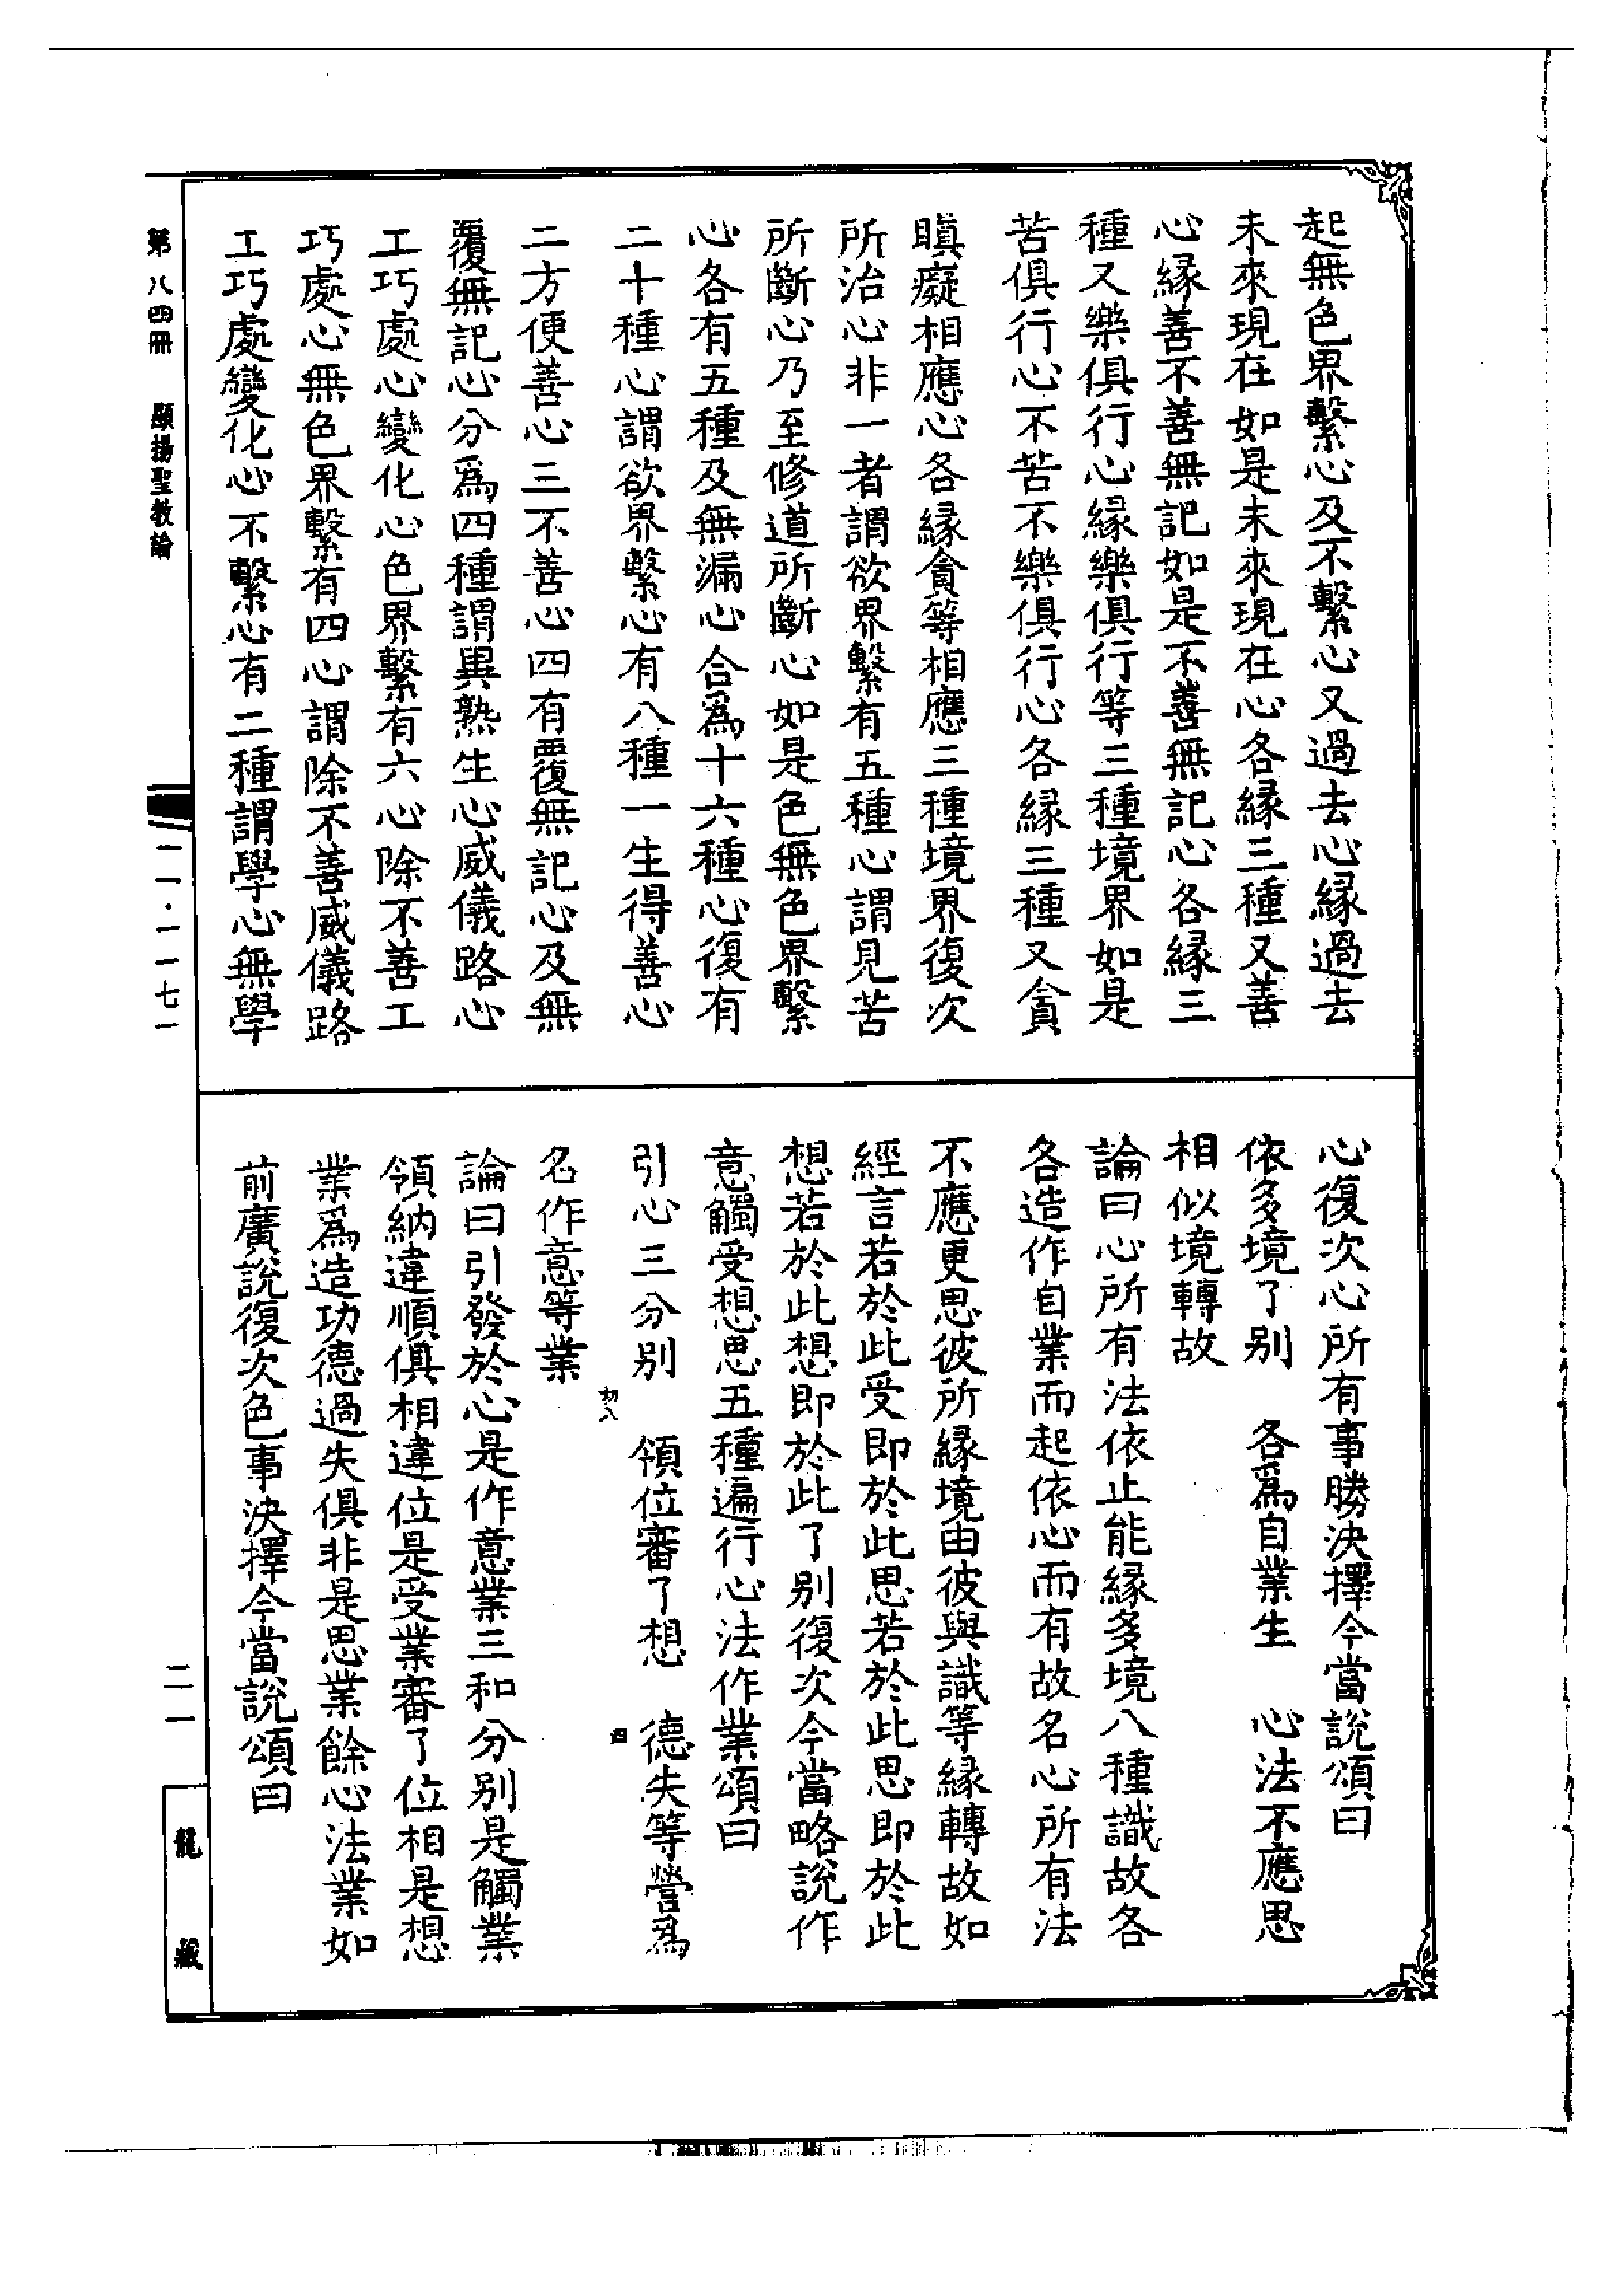 起無色界繫心及不繫心又過去心緣過去
未來現在如是未來現在心各緣三種又善
心緣善不善無記如是不善無記心各緣三
種又樂俱行心緣樂俱行等三種境界如是
苦俱行心不苦不樂俱行心各緣三種又貪
瞋癡相應心各緣貪等相應三種境界復次
所治心非一者謂欲界繫有五種心謂見苦
所斷心乃至修道所斷心如是色無色界繫
心各有五種及無漏心合爲十六種心復有
二十種心謂欲界繫心有八種一生得善心
二方便善心三不善心四有覆無記心及無
覆無記心分爲四種謂異熟生心威儀路心
工巧處心變化心色界繫有六心除不善工
巧處心無色界繫有四心謂除不善威儀路
工巧處變化心不繫心有二種謂學心無學
心復次心所有事勝決擇今當說頌曰
依多境了别　各爲自業生　心法不應思
相似境轉故
論曰心所有法依止能緣多境八種識故各
各造作自業而起依心而有故名心所有法
不應更思彼所緣境由彼與識等緣轉故如
經言若於此受即於此思若於此思即於此
想若於此想即於此了别復次今當略說作
意觸受想思五種遍行心法作業頌曰
引心三分别　領位審了想　德失等營爲
名作意等業
論曰引發於心是作意業三和分别是觸業
領納違順俱相違位是受業審了位相是想
業爲造功德過失俱非是思業餘心法業如
前廣說復次色事決擇今當說頌曰
初八
四
第八四冊　顯揚聖教論
二一·一一七一
二一
龍藏